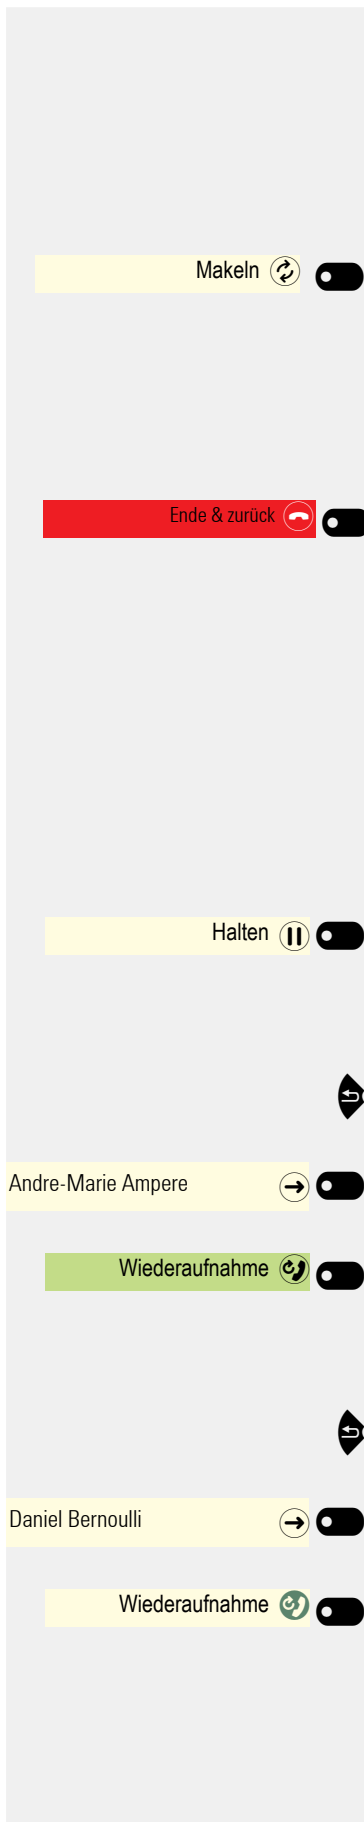 Makeln
Ende & zurück
Halten
Andre-Marie Ampere
Wiederaufnahme
Daniel Bernoulli
Wiederaufnahme